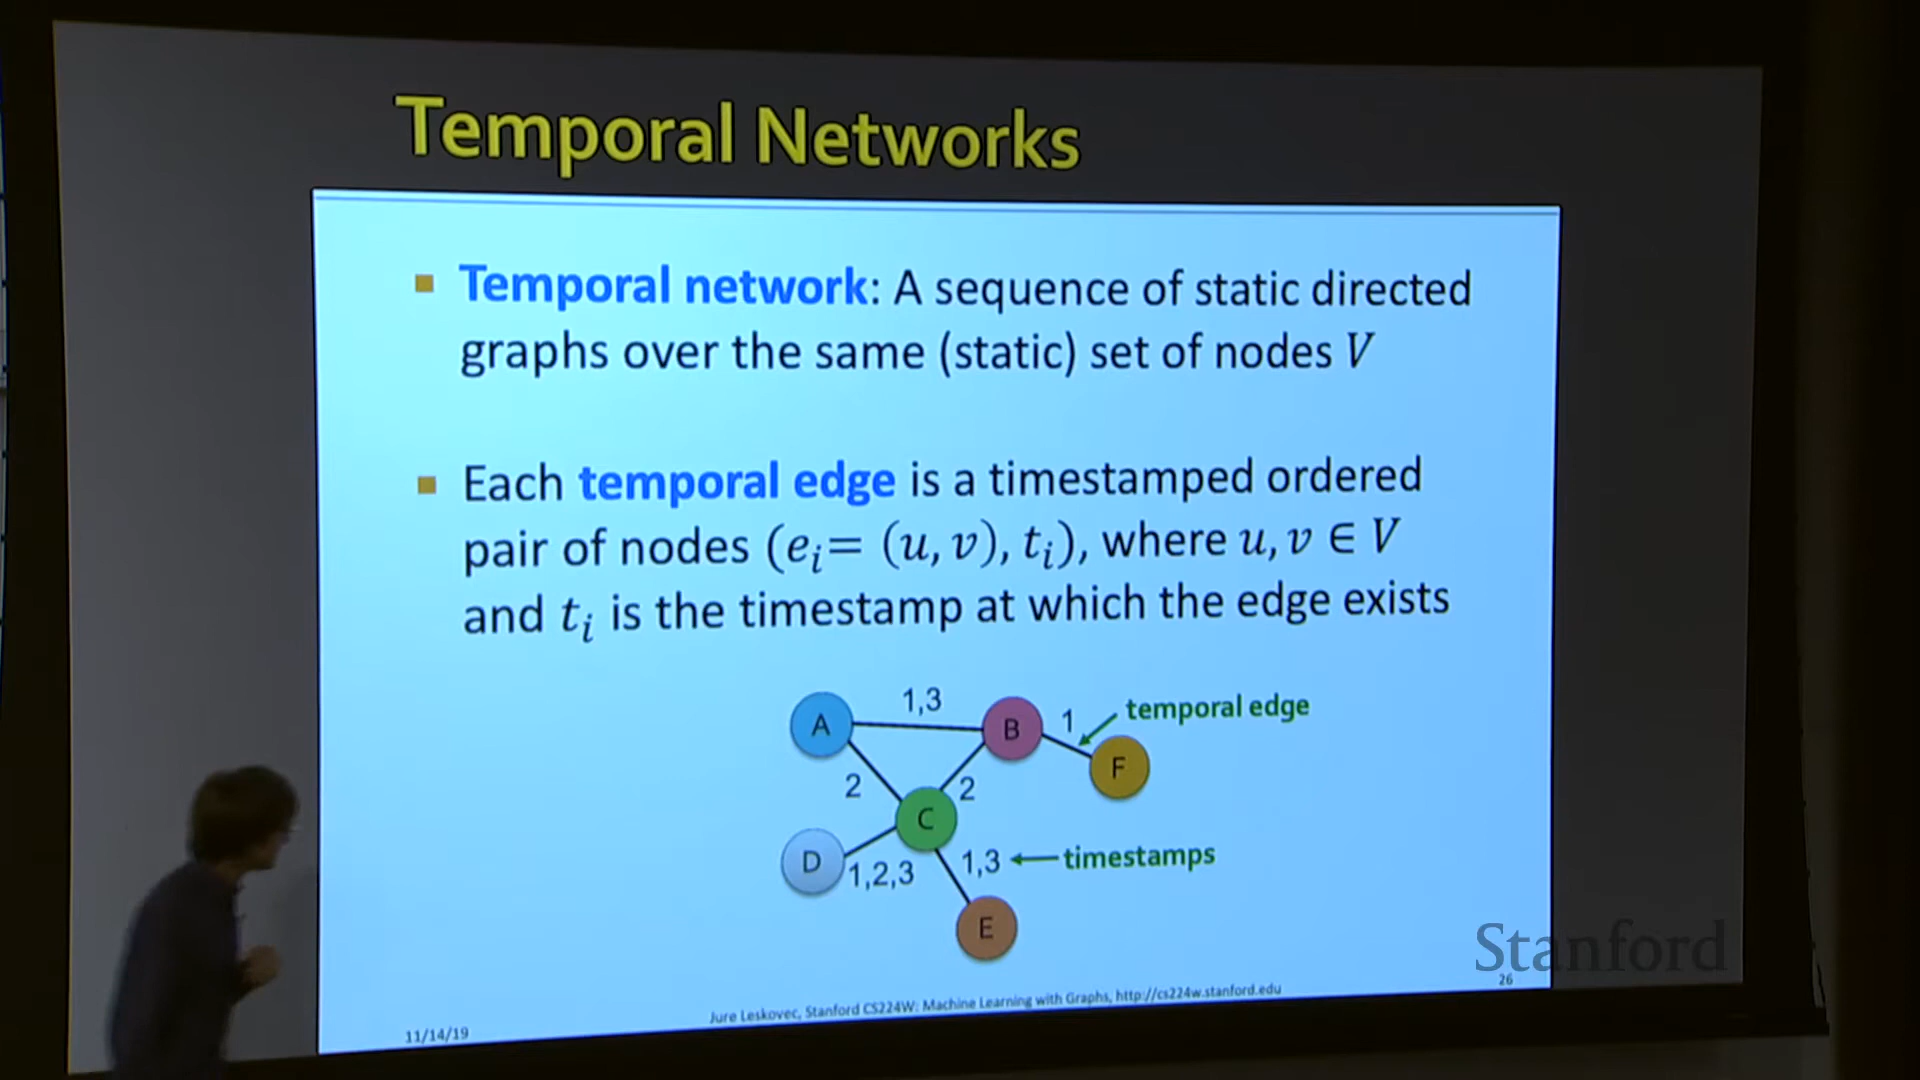 Temporal Networks
Temporal network: A sequence of static directed
graphs over the same (static) set of nodes V
Each temporal edge is a timestamped ordered
pair of nodes (eᵢ= (u, v), tᵢ), where u, v ∈ V
and tᵢ is the timestamp at which the edge exists
1,3
temporal edge
A
B
1
F
2
2
C
D
1,2,3
1,3
timestamps
E
Stanford
26
Jure Leskovec, Stanford CS224W: Machine Learning with Graphs, http://cs224w.stanford.edu
11/14/19